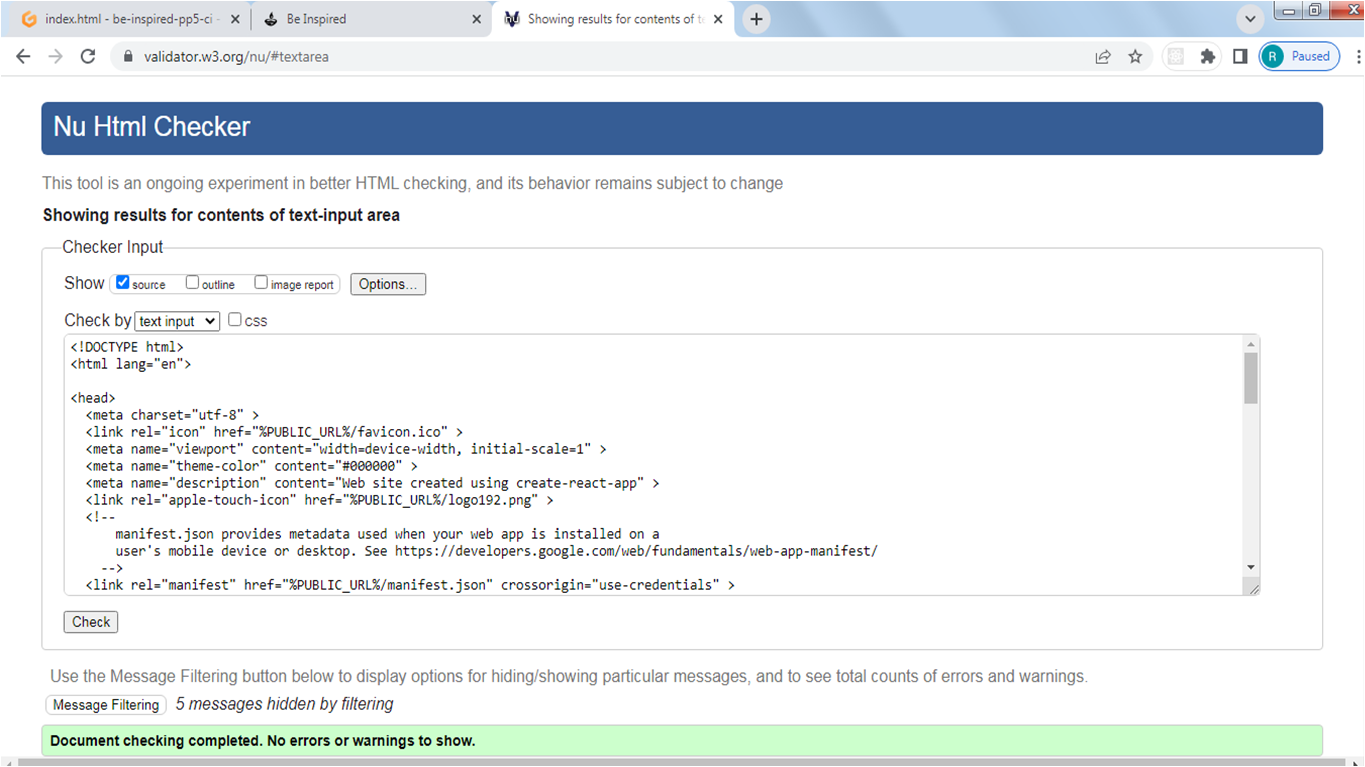 index.html - be-inspired-pp5-ci -
Be Inspired
Showing results for contents of te
validator.w3.org/nu/#textarea
R Paused
Nu Html Checker
This tool is an ongoing experiment in better HTML checking, and its behavior remains subject to change
Showing results for contents of text-input area
Checker Input
Show source outline image report Options...
Check by text input css
<!DOCTYPE html>
<html lang="en">
<head>
<meta charset="utf-8" >
<link rel="icon" href="%PUBLIC_URL%/favicon.ico" >
<meta name="viewport" content="width=device-width, initial-scale=1" >
<meta name="theme-color" content="#000000" >
<meta name="description" content="Web site created using create-react-app" >
<link rel="apple-touch-icon" href="%PUBLIC_URL%/logo192.png" >
<!--
manifest.json provides metadata used when your web app is installed on a
user's mobile device or desktop. See https://developers.google.com/web/fundamentals/web-app-manifest/
-->
<link rel="manifest" href="%PUBLIC_URL%/manifest.json" crossorigin="use-credentials" >
Check
Use the Message Filtering button below to display options for hiding/showing particular messages, and to see total counts of errors and warnings.
Message Filtering 5 messages hidden by filtering
Document checking completed. No errors or warnings to show.